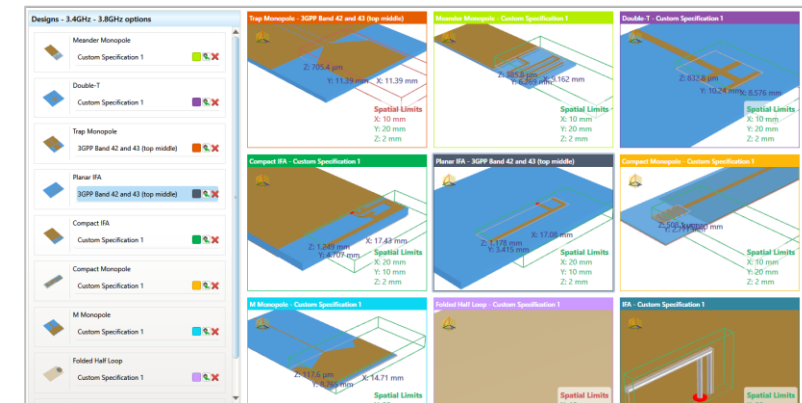 Designs - 3.4GHz - 3.8GHz options
Meander Monopole
Custom Specification 1
Double-T
Custom Specification 1
Trap Monopole
3GPP Band 42 and 43 (top middle)
Planar IFA
3GPP Band 42 and 43 (top middle)
Compact IFA
Custom Specification 1
Compact Monopole
Custom Specification 1
M Monopole
Custom Specification 1
Folded Half Loop
Custom Specification 1
Trap Monopole - 3GPP Band 42 and 43 (top middle)
Z: 705.4 µm
Y: 11.39 mm X: 11.39 mm
Spatial Limits
X: 10 mm
Y: 20 mm
Z: 2 mm
Meander Monopole - Custom Specification 1
Spatial Limits
X: 10 mm
Y: 20 mm
Z: 2 mm
Double-T - Custom Specification 1
Z: 832.8 µm
Y: 10.24 mm X: 8.576 mm
Spatial Limits
X: 10 mm
Y: 20 mm
Z: 2 mm
Compact IFA - Custom Specification 1
X: 17.43 mm
Z: 1.249 mm
Y: 4.707 mm
Spatial Limits
X: 20 mm
Y: 10 mm
Z: 2 mm
Planar IFA - 3GPP Band 42 and 43 (top middle)
X: 17.08 mm
Z: 1.178 mm
Y: 3.415 mm
Spatial Limits
X: 20 mm
Y: 10 mm
Z: 2 mm
Compact Monopole - Custom Specification 1
Spatial Limits
X: 10 mm
Y: 20 mm
Z: 2 mm
M Monopole - Custom Specification 1
Z: 117.6 µm
Y: 8.765 mm X: 14.71 mm
Spatial Limits
Folded Half Loop - Custom Specification 1
Spatial Limits
IFA - Custom Specification 1
Spatial Limits